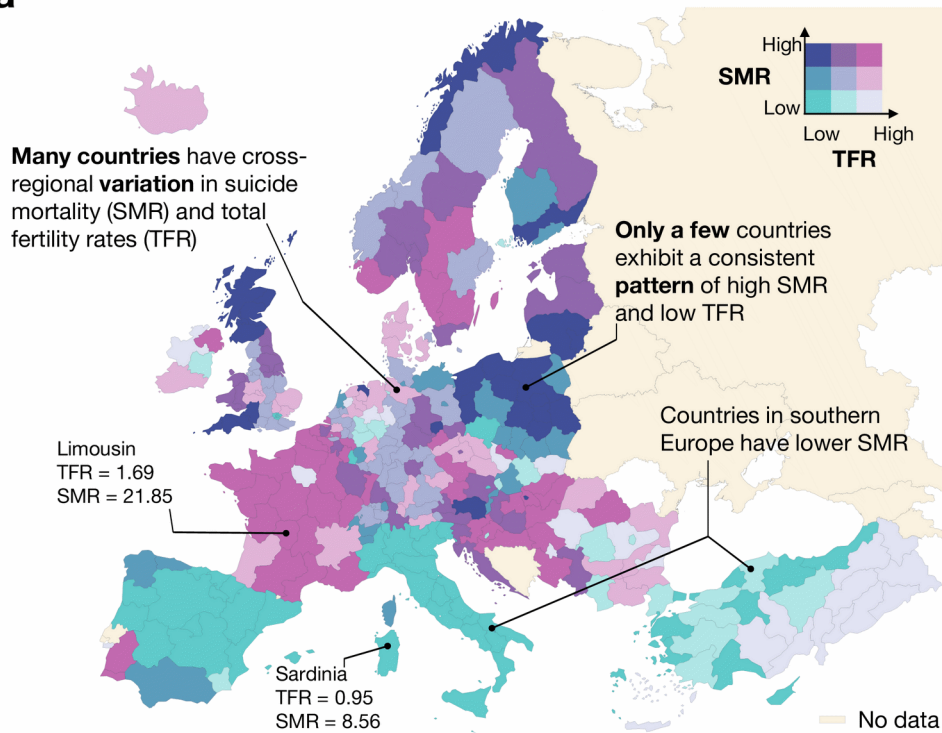 High
SMR
Low
Low High
TFR
Many countries have cross-
regional variation in suicide
mortality (SMR) and total
fertility rates (TFR)
Only a few countries
exhibit a consistent
pattern of high SMR
and low TFR
Countries in southern
Europe have lower SMR
Limousin
TFR = 1.69
SMR = 21.85
Sardinia
TFR = 0.95
SMR = 8.56
No data